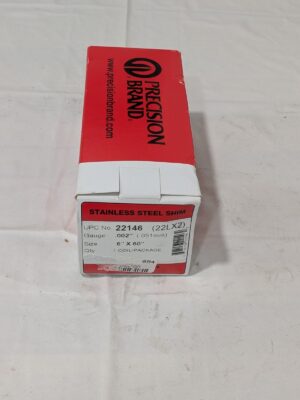 PRECISION
BRAND
www.precisionbrand.com
STAINLESS STEEL SHIM
UPC No. 22146 (22LX2)
Gauge .002" (.051mm)
Size 6" X 60"
Qty 1 COIL/PACKAGE